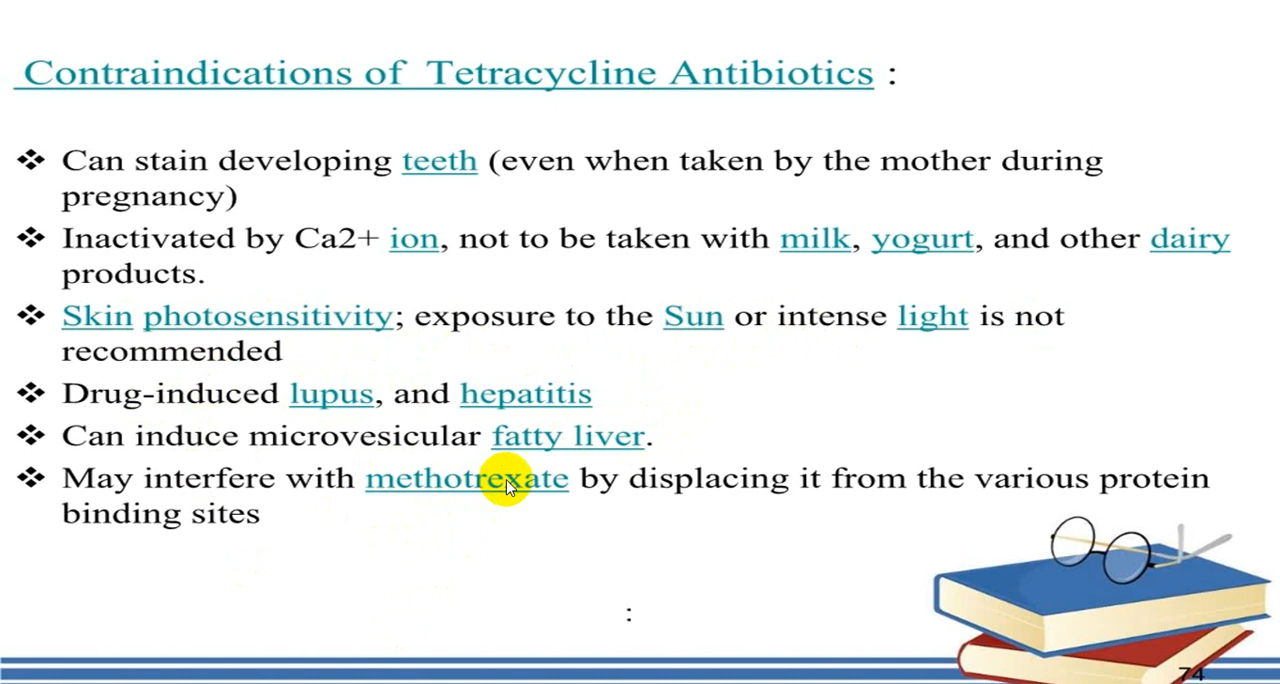 Contraindications of Tetracycline Antibiotics :
❖ Can stain developing teeth (even when taken by the mother during
pregnancy)
❖ Inactivated by Ca2+ ion, not to be taken with milk, yogurt, and other dairy
products.
❖ Skin photosensitivity; exposure to the Sun or intense light is not
recommended
❖ Drug-induced lupus, and hepatitis
❖ Can induce microvesicular fatty liver.
❖ May interfere with methotrexate by displacing it from the various protein
binding sites
:
74